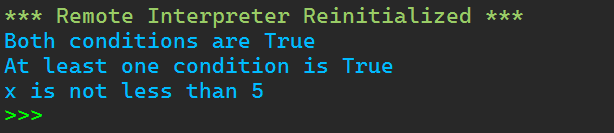 *** Remote Interpreter Reinitialized ***
Both conditions are True
At least one condition is True
x is not less than 5
>>>